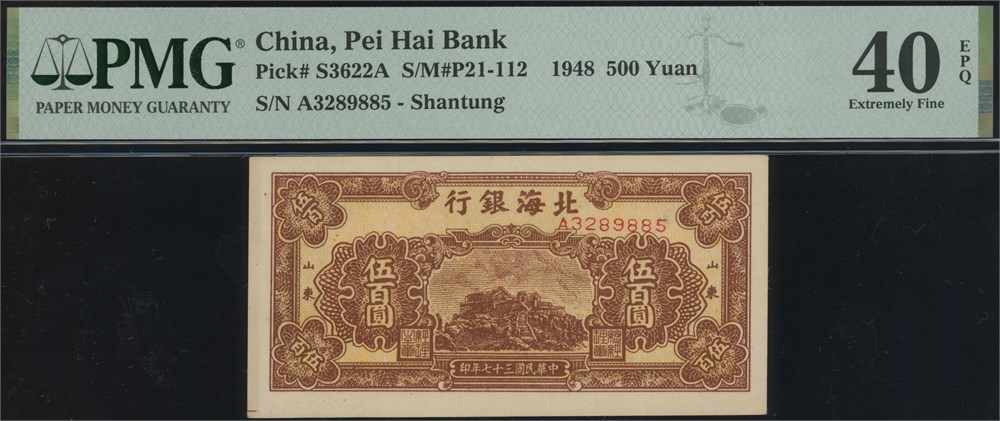 PMG®
PAPER MONEY GUARANTY
China, Pei Hai Bank
Pick# S3622A S/M#P21-112 1948 500 Yuan
S/N A3289885 - Shantung
40 EPQ
Extremely Fine
行銀海北
A3289885
伍百
伍百
山東
伍百圓
伍百圓
山東
伍百
伍百
印年七十三國民華中